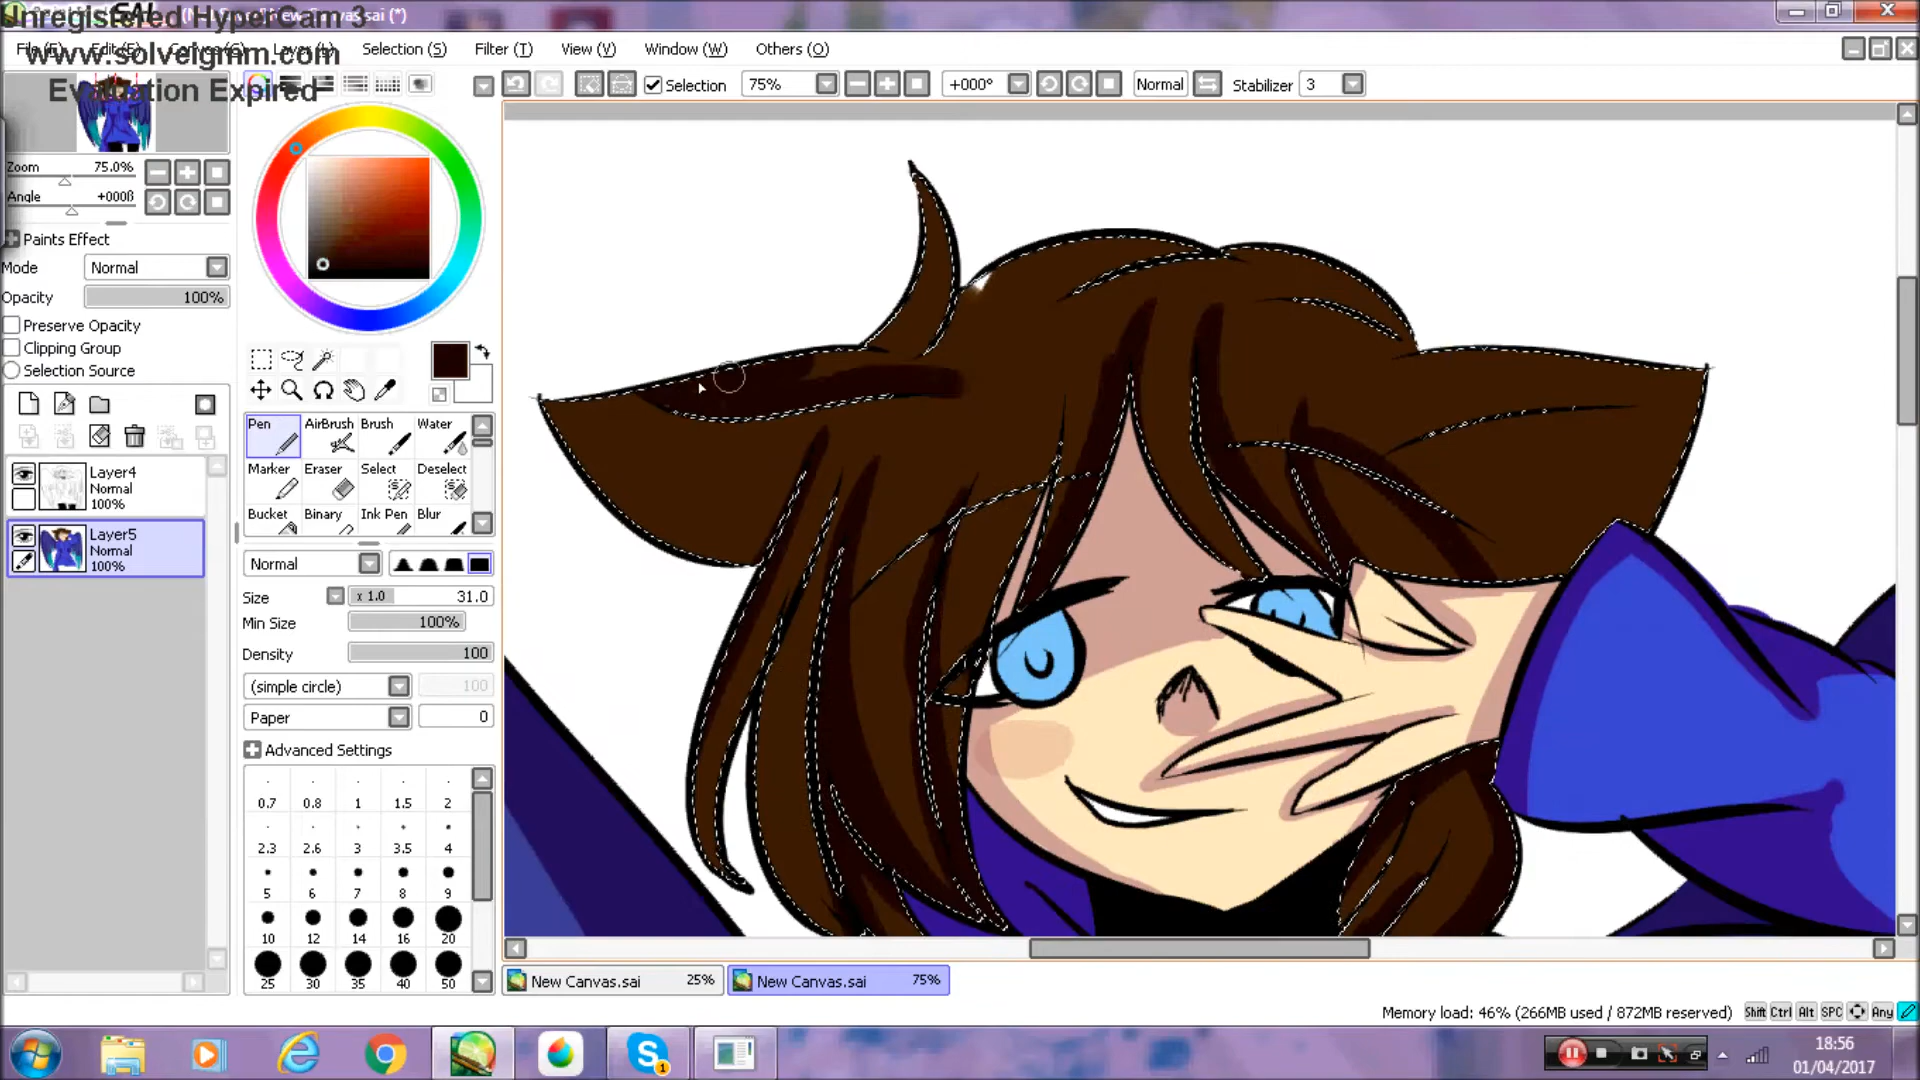 Unregistered HyperCam 3
www.solveigmm.com
Evaluation Expired
New Canvas.sai (*)
File (F) Edit (E) Canvas (C) Layer (L) Selection (S) Filter (T) View (V) Window (W) Others (O)
Selection 75% +000° Normal Stabilizer 3
Zoom 75.0%
Angle +000ß
Paints Effect
Mode Normal
Opacity 100%
Preserve Opacity
Clipping Group
Selection Source
Layer4
Normal
100%
Layer5
Normal
100%
Pen AirBrush Brush Water
Marker Eraser Select Deselect
Bucket Binary Ink Pen Blur
Normal
Size x 1.0 31.0
Min Size 100%
Density 100
(simple circle) 100
Paper 0
Advanced Settings
0.7 0.8 1 1.5 2
2.3 2.6 3 3.5 4
5 6 7 8 9
10 12 14 16 20
25 30 35 40 50
New Canvas.sai 25% New Canvas.sai 75%
Memory load: 46% (266MB used / 872MB reserved) Shift Ctrl Alt SPC Any
S 1
18:56
01/04/2017